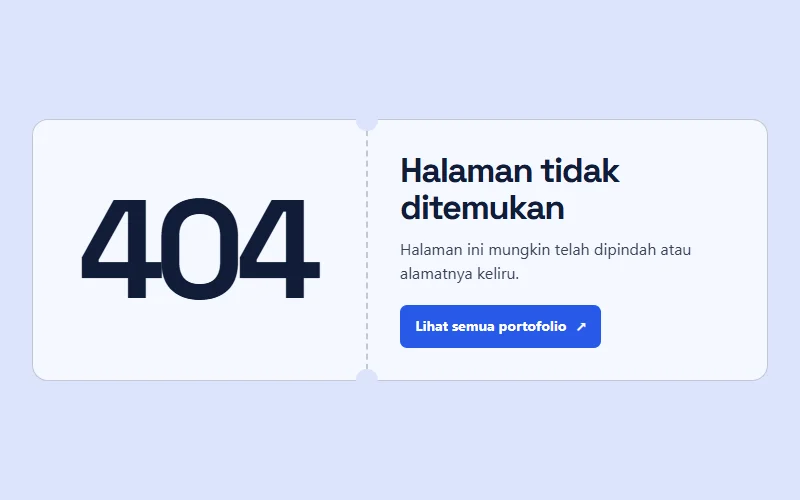 404
Halaman tidak
ditemukan
Halaman ini mungkin telah dipindah atau
alamatnya keliru.
Lihat semua portofolio ↗